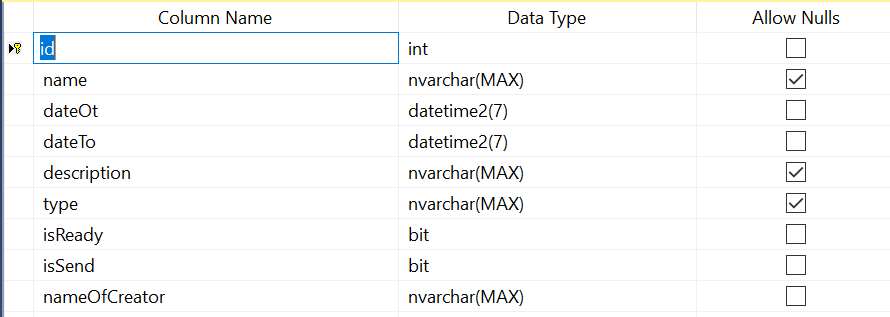 Column Name Data Type Allow Nulls
id int
name nvarchar(MAX)
dateOt datetime2(7)
dateTo datetime2(7)
description nvarchar(MAX)
type nvarchar(MAX)
isReady bit
isSend bit
nameOfCreator nvarchar(MAX)